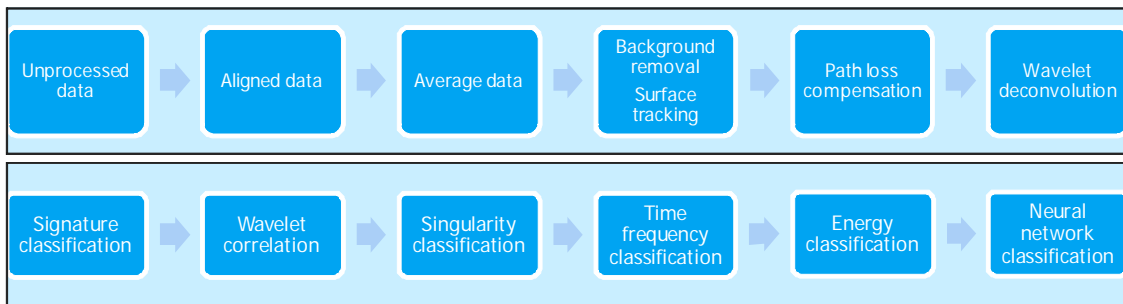 Unprocessed
data
Aligned data
Average data
Background
removal
Surface
tracking
Path loss
compensation
Wavelet
deconvolution
Signature
classification
Wavelet
correlation
Singularity
classification
Time
frequency
classification
Energy
classification
Neural
network
classification